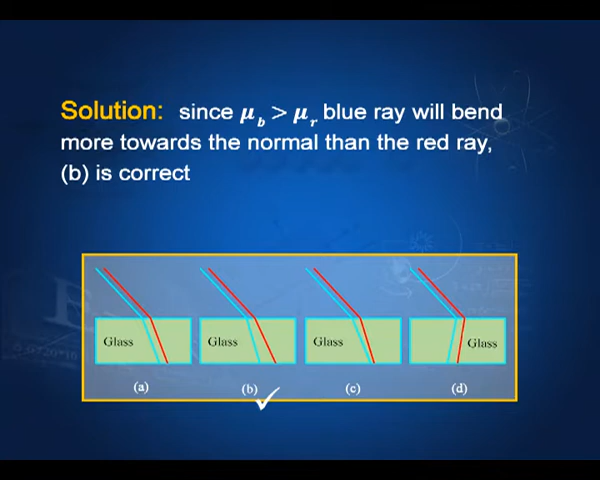 Solution: since μb > μr blue ray will bend
more towards the normal than the red ray,
(b) is correct
Glass Glass Glass Glass
(a) (b) (c) (d)